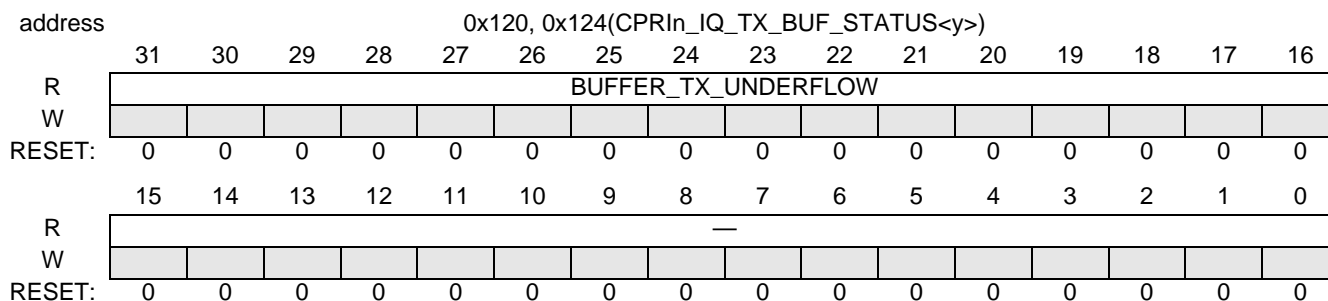 address 0x120, 0x124(CPRIn_IQ_TX_BUF_STATUS<y>)
31 30 29 28 27 26 25 24 23 22 21 20 19 18 17 16
R BUFFER_TX_UNDERFLOW
W
RESET: 0 0 0 0 0 0 0 0 0 0 0 0 0 0 0 0
15 14 13 12 11 10 9 8 7 6 5 4 3 2 1 0
R —
W
RESET: 0 0 0 0 0 0 0 0 0 0 0 0 0 0 0 0